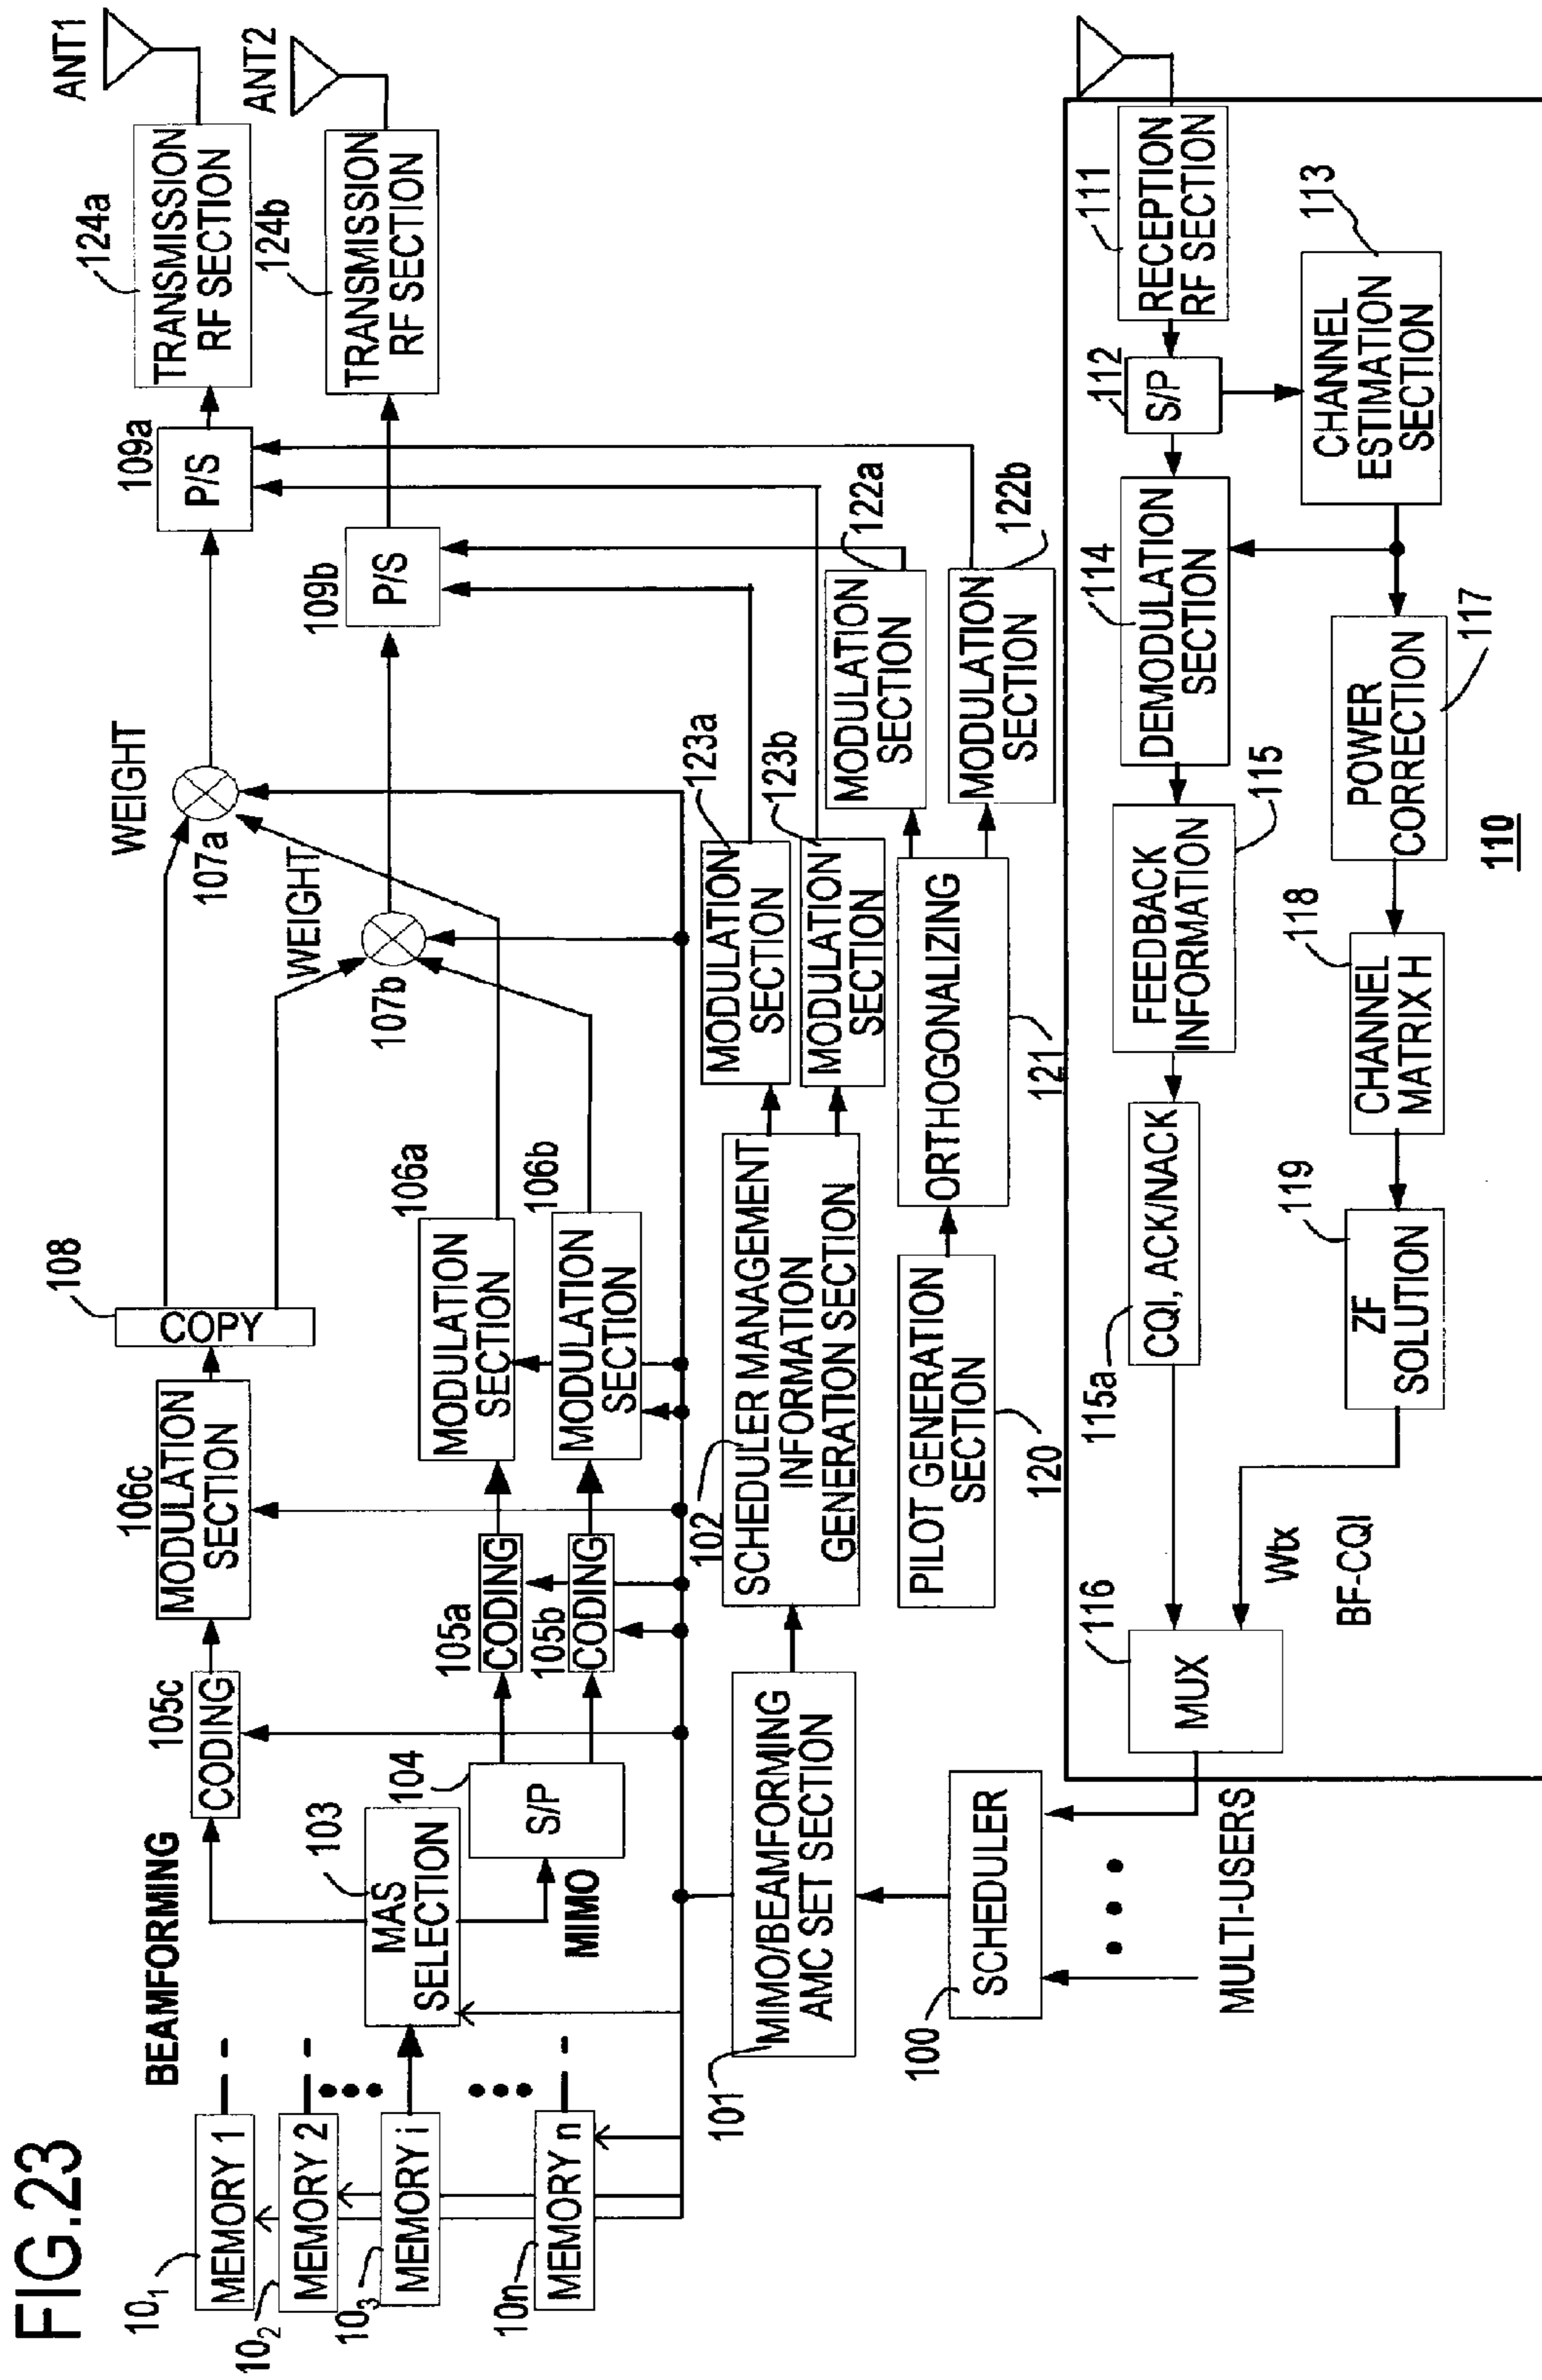 FIG.23
10₁
MEMORY 1
10₂
MEMORY 2
10₃
MEMORY i
10n
MEMORY n
BEAMFORMING
103
MAS
SELECTION
MIMO
104
S/P
105c
CODING
105a
CODING
105b
CODING
106c
MODULATION
SECTION
106a
MODULATION
SECTION
106b
MODULATION
SECTION
108
COPY
WEIGHT
107a
WEIGHT
107b
109a
P/S
109b
P/S
124a
TRANSMISSION
RF SECTION
124b
TRANSMISSION
RF SECTION
ANT1
ANT2
101
MIMO/BEAMFORMING
AMC SET SECTION
102
SCHEDULER MANAGEMENT
INFORMATION
GENERATION SECTION
123a
MODULATION
SECTION
123b
MODULATION
SECTION
PILOT GENERATION
SECTION
120
ORTHOGONALIZING
121
122a
MODULATION
SECTION
122b
MODULATION
SECTION
100
SCHEDULER
MULTI-USERS
116
MUX
Wtx
BF-CQI
115a
CQI, ACK/NACK
FEEDBACK
INFORMATION
115
114
DEMODULATION
SECTION
112
S/P
111
RECEPTION
RF SECTION
119
ZF
SOLUTION
118
CHANNEL
MATRIX H
POWER
CORRECTION
117
113
CHANNEL
ESTIMATION
SECTION
110